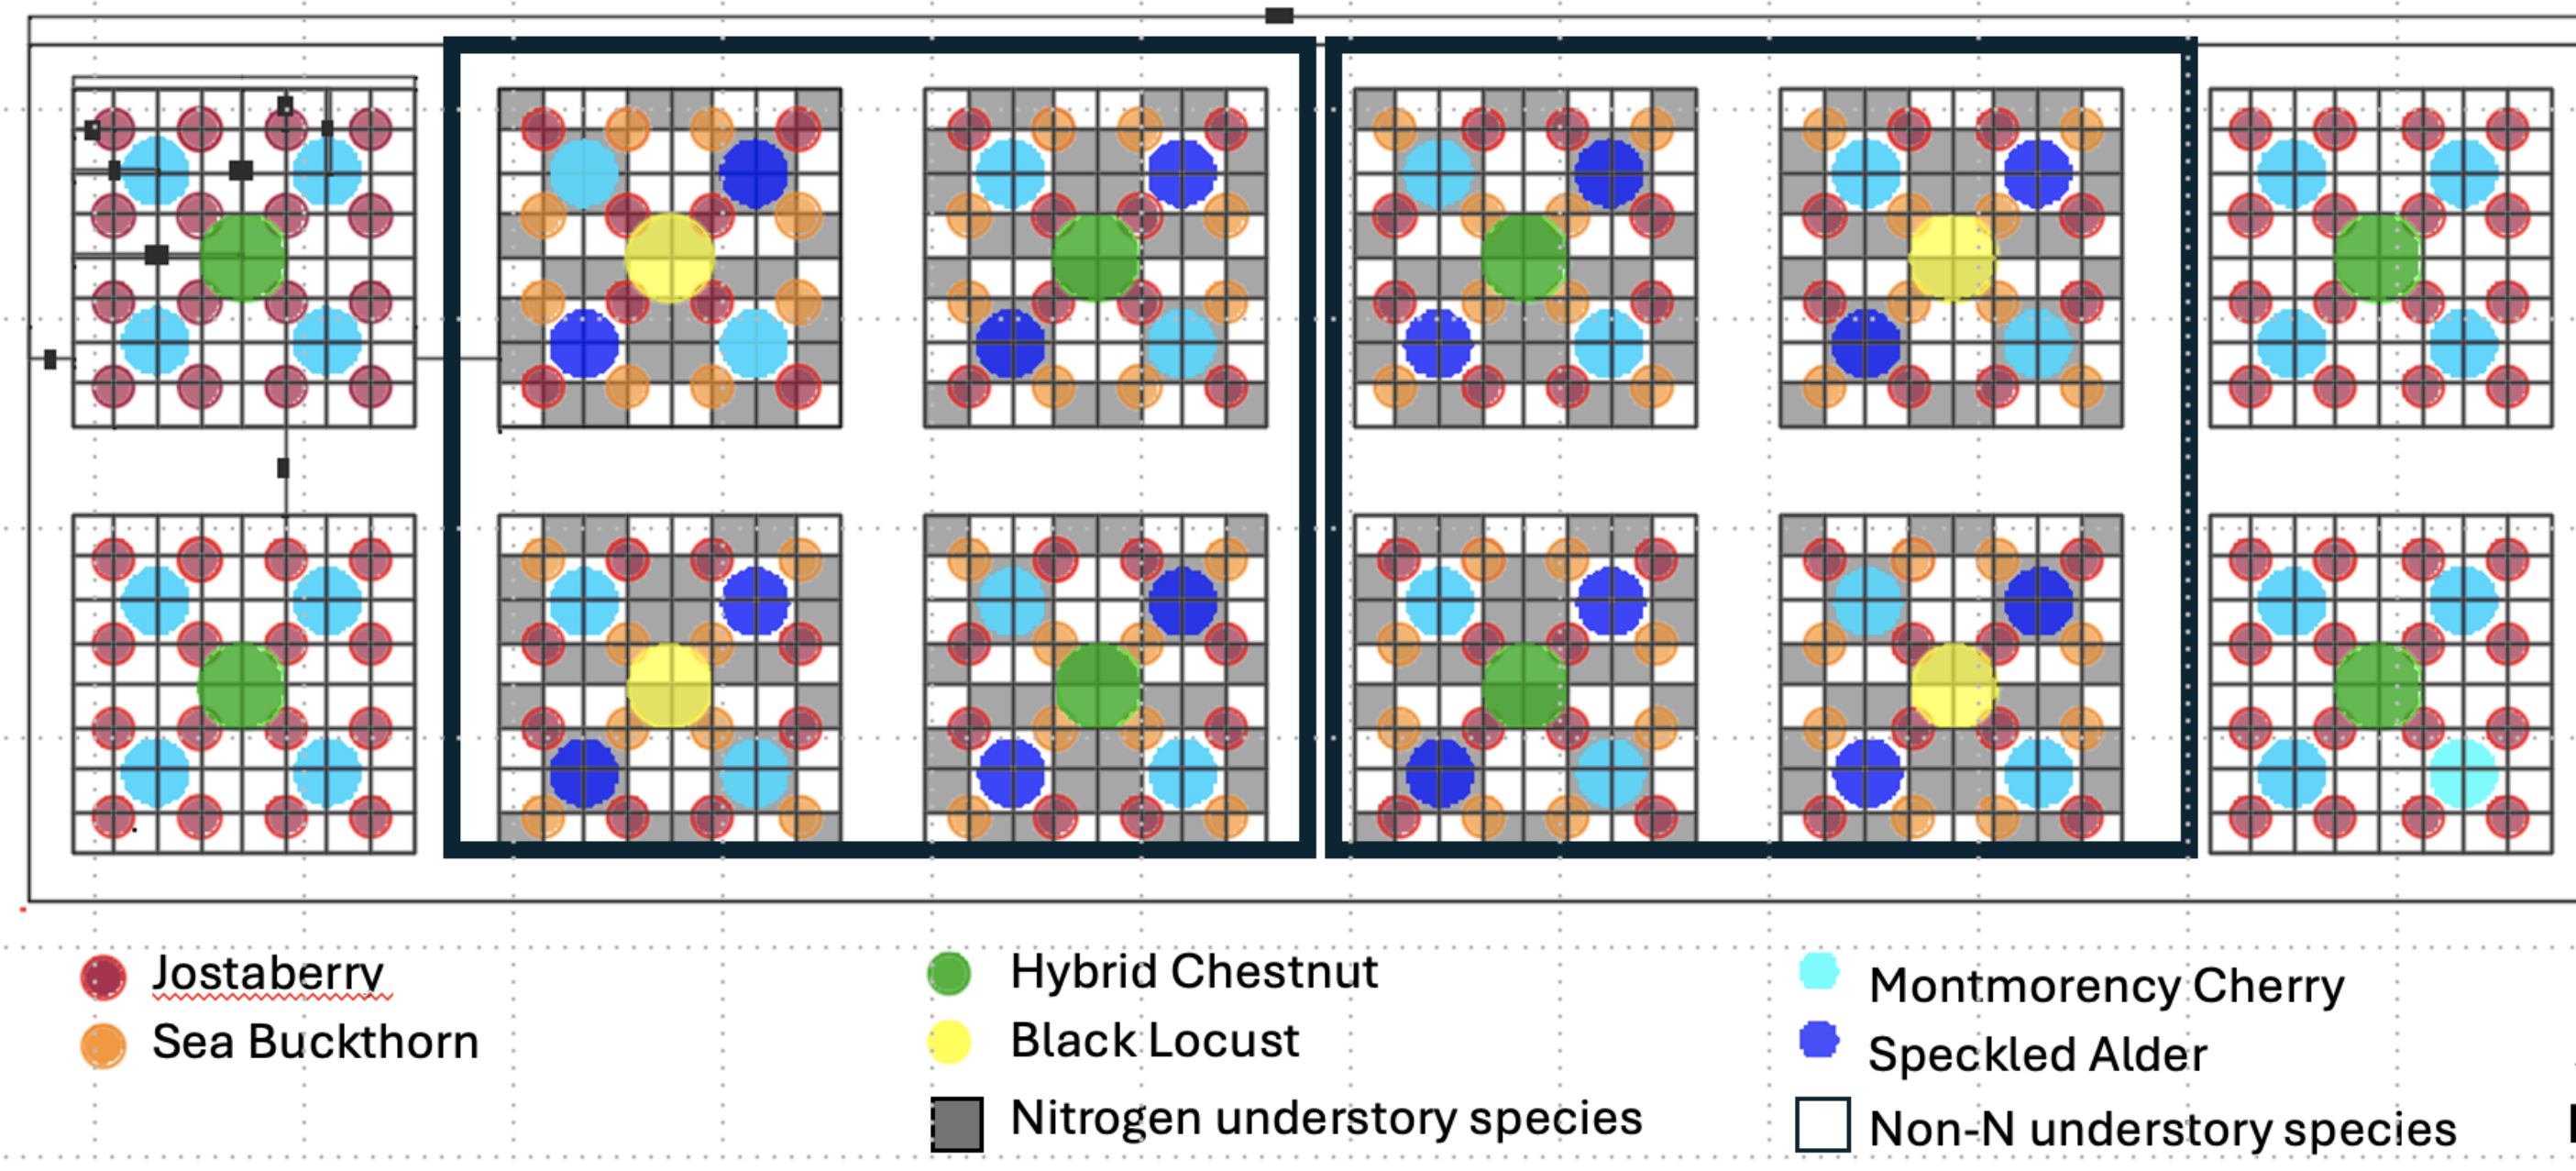 Jostaberry
Sea Buckthorn
Hybrid Chestnut
Black Locust
Nitrogen understory species
Montmorency Cherry
Speckled Alder
Non-N understory species